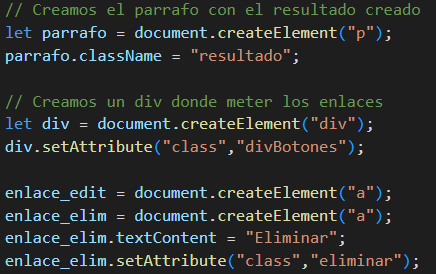 // Creamos el parrafo con el resultado creado
let parrafo = document.createElement("p");
parrafo.className = "resultado";
// Creamos un div donde meter los enlaces
let div = document.createElement("div");
div.setAttribute("class","divBotones");
enlace_edit = document.createElement("a");
enlace_elim = document.createElement("a");
enlace_elim.textContent = "Eliminar";
enlace_elim.setAttribute("class","eliminar");